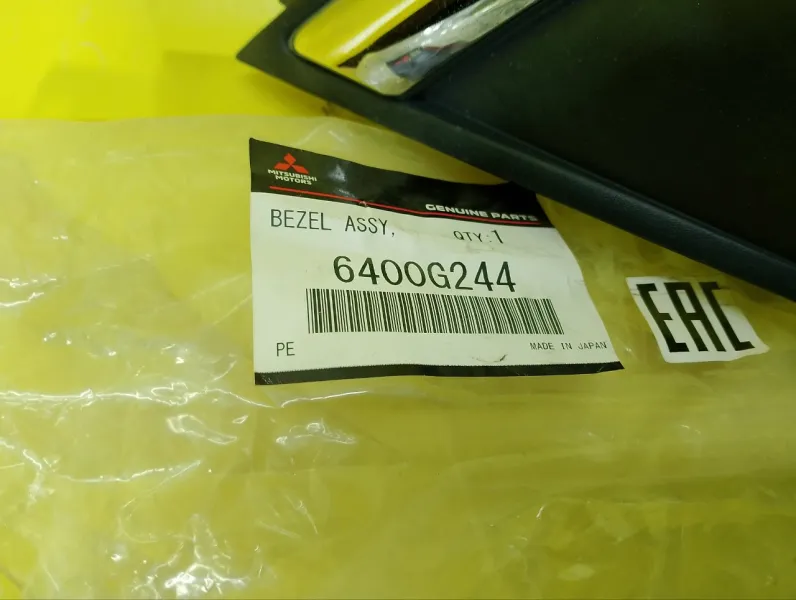 MITSUBISHI
MOTORS
GENUINE PARTS
BEZEL ASSY, QTY:1
6400G244
PE MADE IN JAPAN
EAC